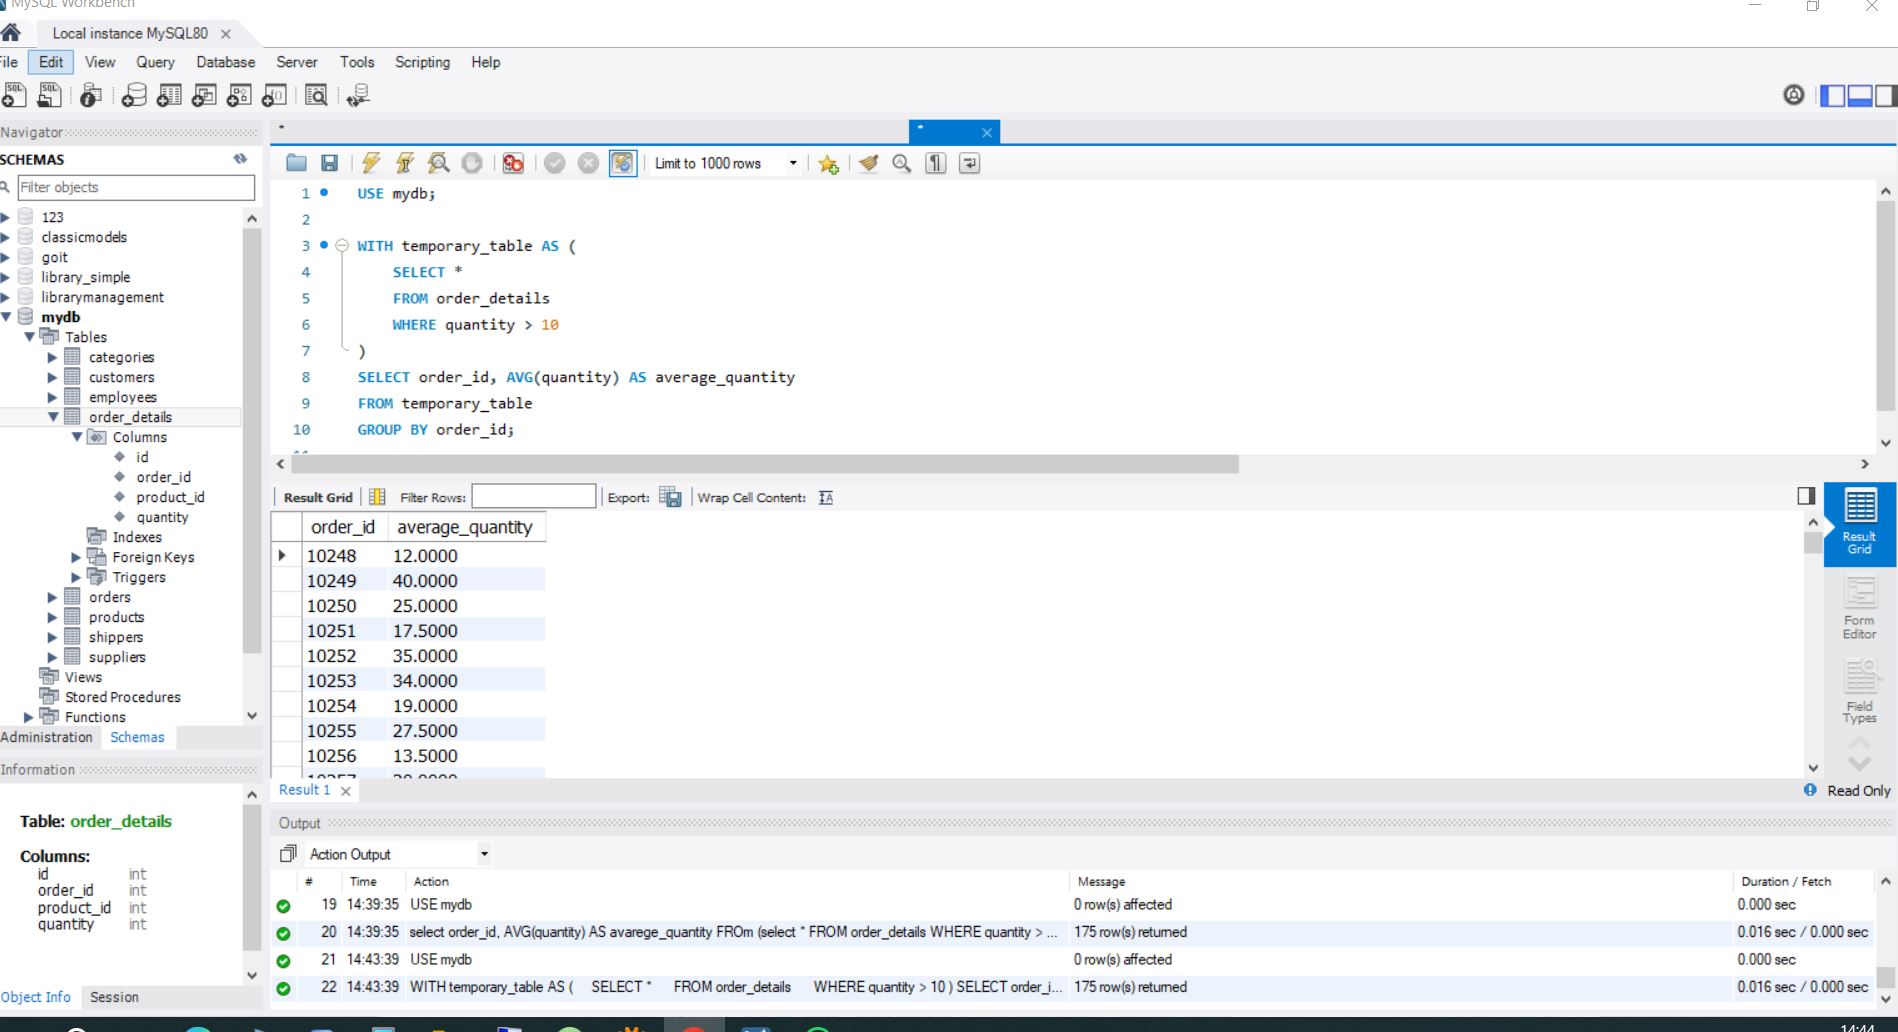 MySQL Workbench
Local instance MySQL80
File Edit View Query Database Server Tools Scripting Help
Navigator
SCHEMAS
Filter objects
123
classicmodels
goit
library_simple
librarymanagement
mydb
Tables
categories
customers
employees
order_details
Columns
id
order_id
product_id
quantity
Indexes
Foreign Keys
Triggers
orders
products
shippers
suppliers
Views
Stored Procedures
Functions
Administration Schemas
Information
Table: order_details
Columns:
id int
order_id int
product_id int
quantity int
Object Info Session
Limit to 1000 rows
1 USE mydb;
2
3 WITH temporary_table AS (
4 SELECT *
5 FROM order_details
6 WHERE quantity > 10
7 )
8 SELECT order_id, AVG(quantity) AS average_quantity
9 FROM temporary_table
10 GROUP BY order_id;
Result Grid Filter Rows: Export: Wrap Cell Content:
order_id average_quantity
10248 12.0000
10249 40.0000
10250 25.0000
10251 17.5000
10252 35.0000
10253 34.0000
10254 19.0000
10255 27.5000
10256 13.5000
Result Grid
Form Editor
Field Types
Result 1
Read Only
Output
Action Output
# Time Action Message Duration / Fetch
19 14:39:35 USE mydb 0 row(s) affected 0.000 sec
20 14:39:35 select order_id, AVG(quantity) AS avarege_quantity FROm (select * FROM order_details WHERE quantity > ... 175 row(s) returned 0.016 sec / 0.000 sec
21 14:43:39 USE mydb 0 row(s) affected 0.000 sec
22 14:43:39 WITH temporary_table AS ( SELECT * FROM order_details WHERE quantity > 10 ) SELECT order_i... 175 row(s) returned 0.016 sec / 0.000 sec
14:44